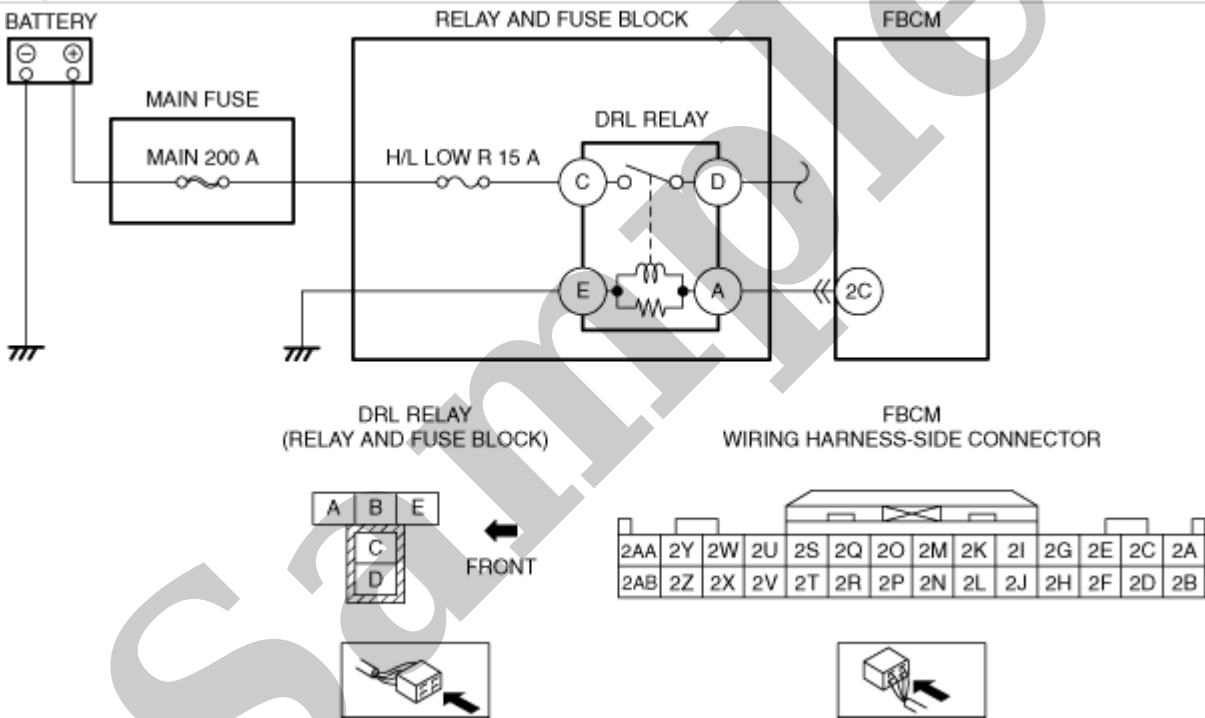 BATTERY
RELAY AND FUSE BLOCK
FBCM
MAIN FUSE
MAIN 200 A
H/L LOW R 15 A
DRL RELAY
C
D
E
A
2C
DRL RELAY
(RELAY AND FUSE BLOCK)
FBCM
WIRING HARNESS-SIDE CONNECTOR
A B E
C
D
FRONT
2AA 2Y 2W 2U 2S 2Q 2O 2M 2K 2I 2G 2E 2C 2A
2AB 2Z 2X 2V 2T 2R 2P 2N 2L 2J 2H 2F 2D 2B
Sample